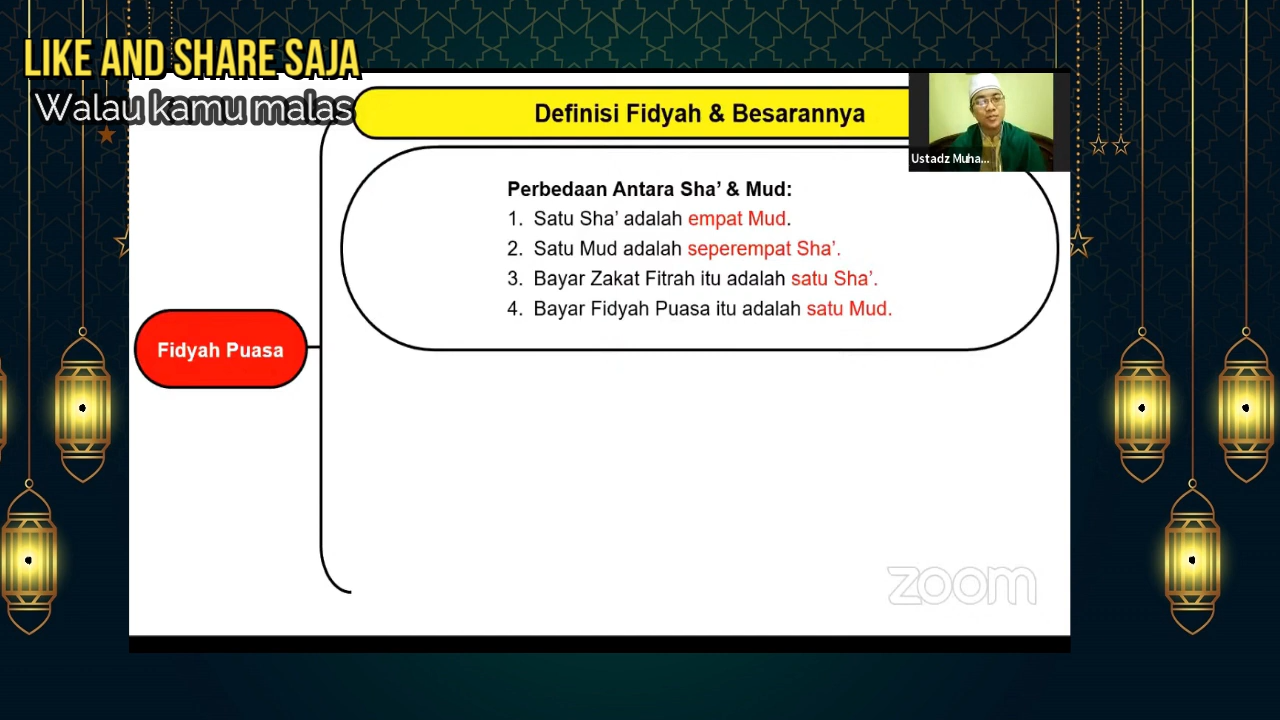 LIKE AND SHARE SAJA
Walau kamu malas
Definisi Fidyah & Besarannya
Ustadz Muha...
Perbedaan Antara Sha’ & Mud:
1. Satu Sha’ adalah empat Mud.
2. Satu Mud adalah seperempat Sha’.
3. Bayar Zakat Fitrah itu adalah satu Sha’.
4. Bayar Fidyah Puasa itu adalah satu Mud.
Fidyah Puasa
zoom